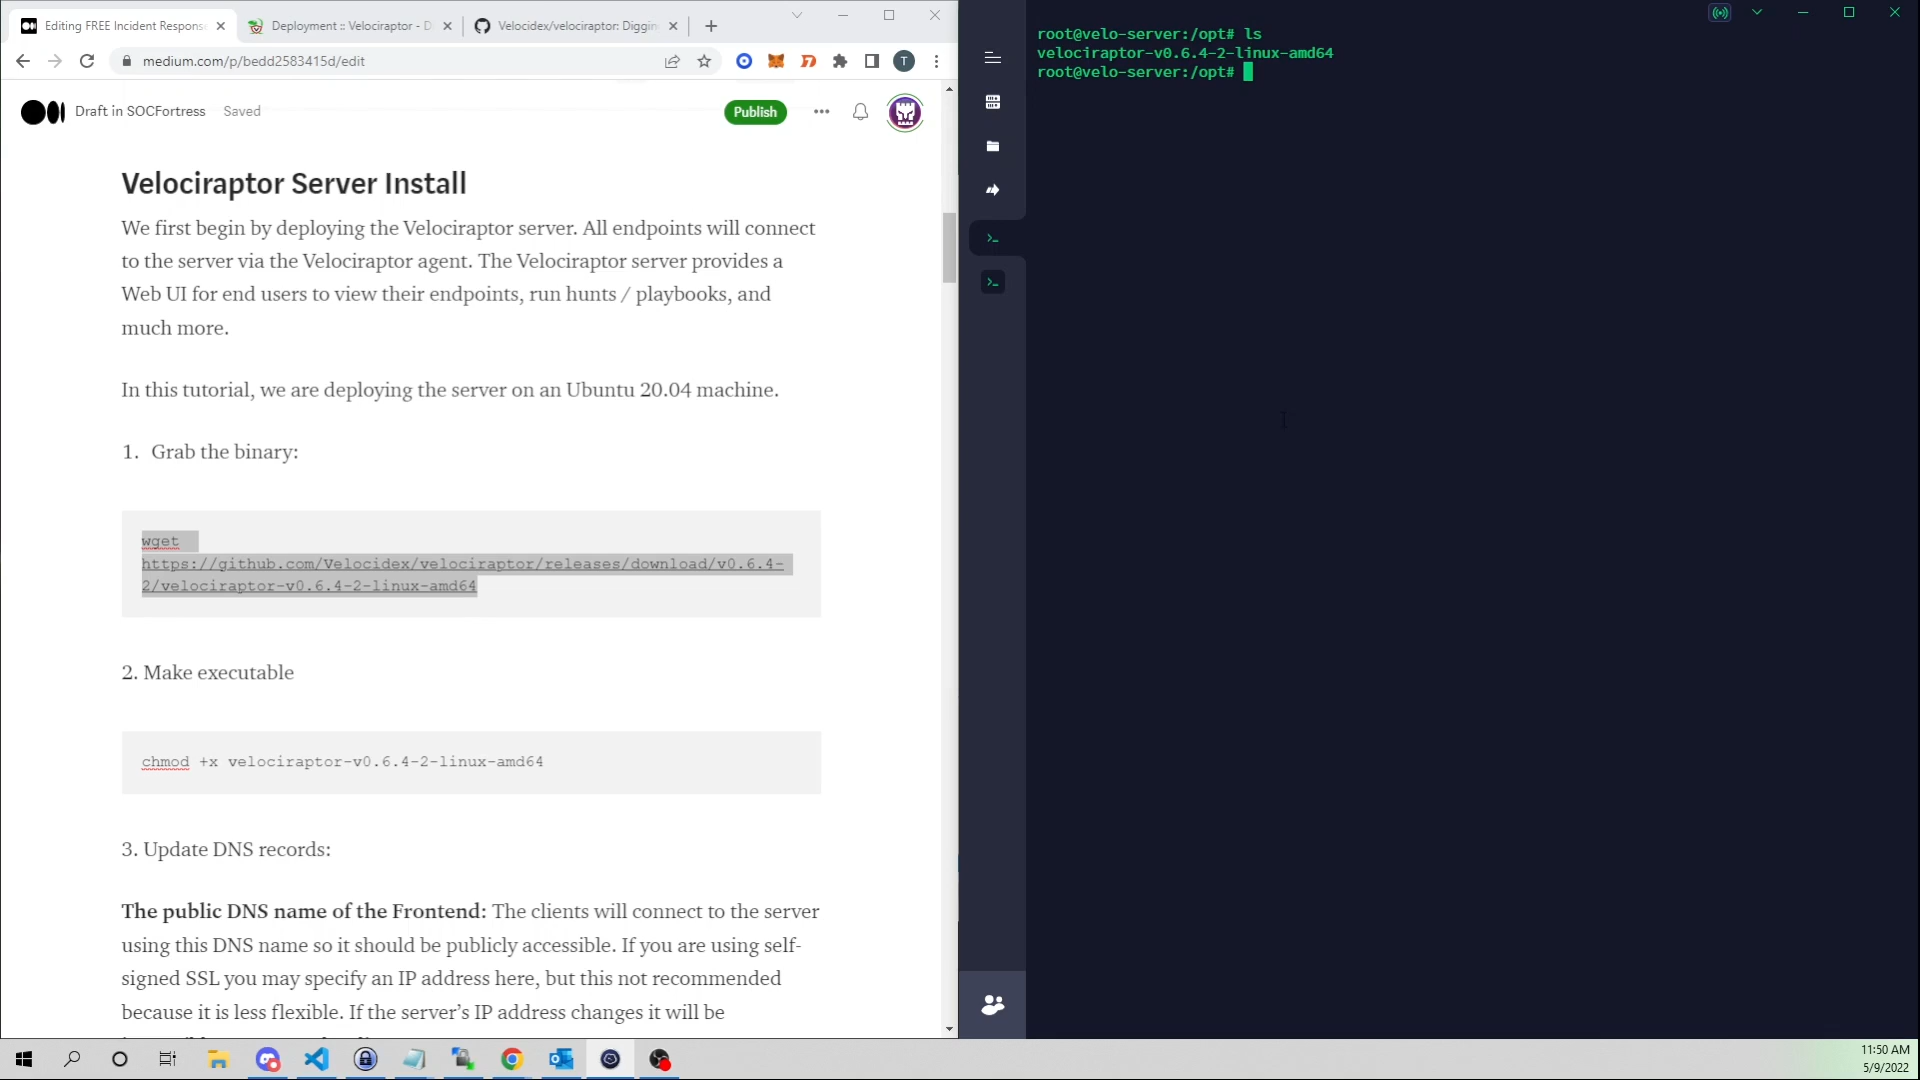 Editing FREE Incident Response
Deployment :: Velociraptor - D
Velocidex/velociraptor: Diggin
medium.com/p/bedd2583415d/edit
T
Draft in SOCFortress
Saved
Publish
Velociraptor Server Install
We first begin by deploying the Velociraptor server. All endpoints will connect
to the server via the Velociraptor agent. The Velociraptor server provides a
Web UI for end users to view their endpoints, run hunts / playbooks, and
much more.
In this tutorial, we are deploying the server on an Ubuntu 20.04 machine.
1. Grab the binary:
wget
https://github.com/Velocidex/velociraptor/releases/download/v0.6.4-
2/velociraptor-v0.6.4-2-linux-amd64
2. Make executable
chmod +x velociraptor-v0.6.4-2-linux-amd64
3. Update DNS records:
The public DNS name of the Frontend: The clients will connect to the server
using this DNS name so it should be publicly accessible. If you are using self-
signed SSL you may specify an IP address here, but this not recommended
because it is less flexible. If the server’s IP address changes it will be
root@velo-server:/opt# ls
velociraptor-v0.6.4-2-linux-amd64
root@velo-server:/opt#
11:50 AM
5/9/2022